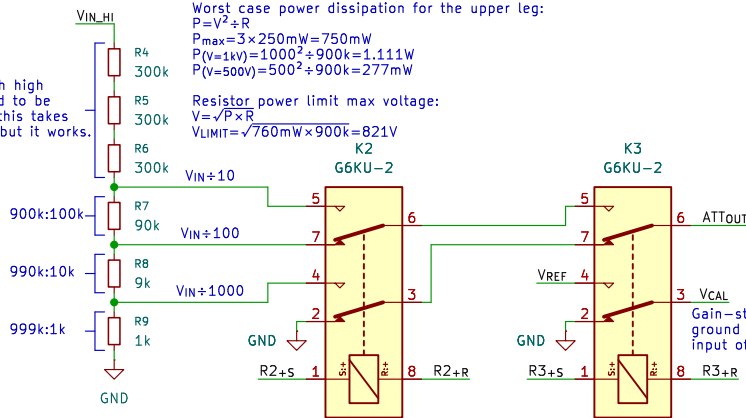 Worst case power dissipation for the upper leg:
P=V²÷R
Pmax=3×250mW=750mW
P(V=1kV)=1000²÷900k=1.111W
P(V=500V)=500²÷900k=277mW
Resistor power limit max voltage:
V=√P×R
VLIMIT=√760mW×900k=821V
VIN_HI
R4
300k
R5
300k
R6
300k
h high
d to be
this takes
but it works.
VIN÷10
900k:100k
R7
90k
VIN÷100
990k:10k
R8
9k
VIN÷1000
999k:1k
R9
1k
GND
K2
G6KU-2
5
6
7
4
3
2
GND
S:+
R:+
R2+S
1
8
R2+R
K3
G6KU-2
5
6
ATTOUT
7
VREF
4
3
VCAL
2
GND
Gain-st
ground
input of
S:+
R:+
R3+S
1
8
R3+R